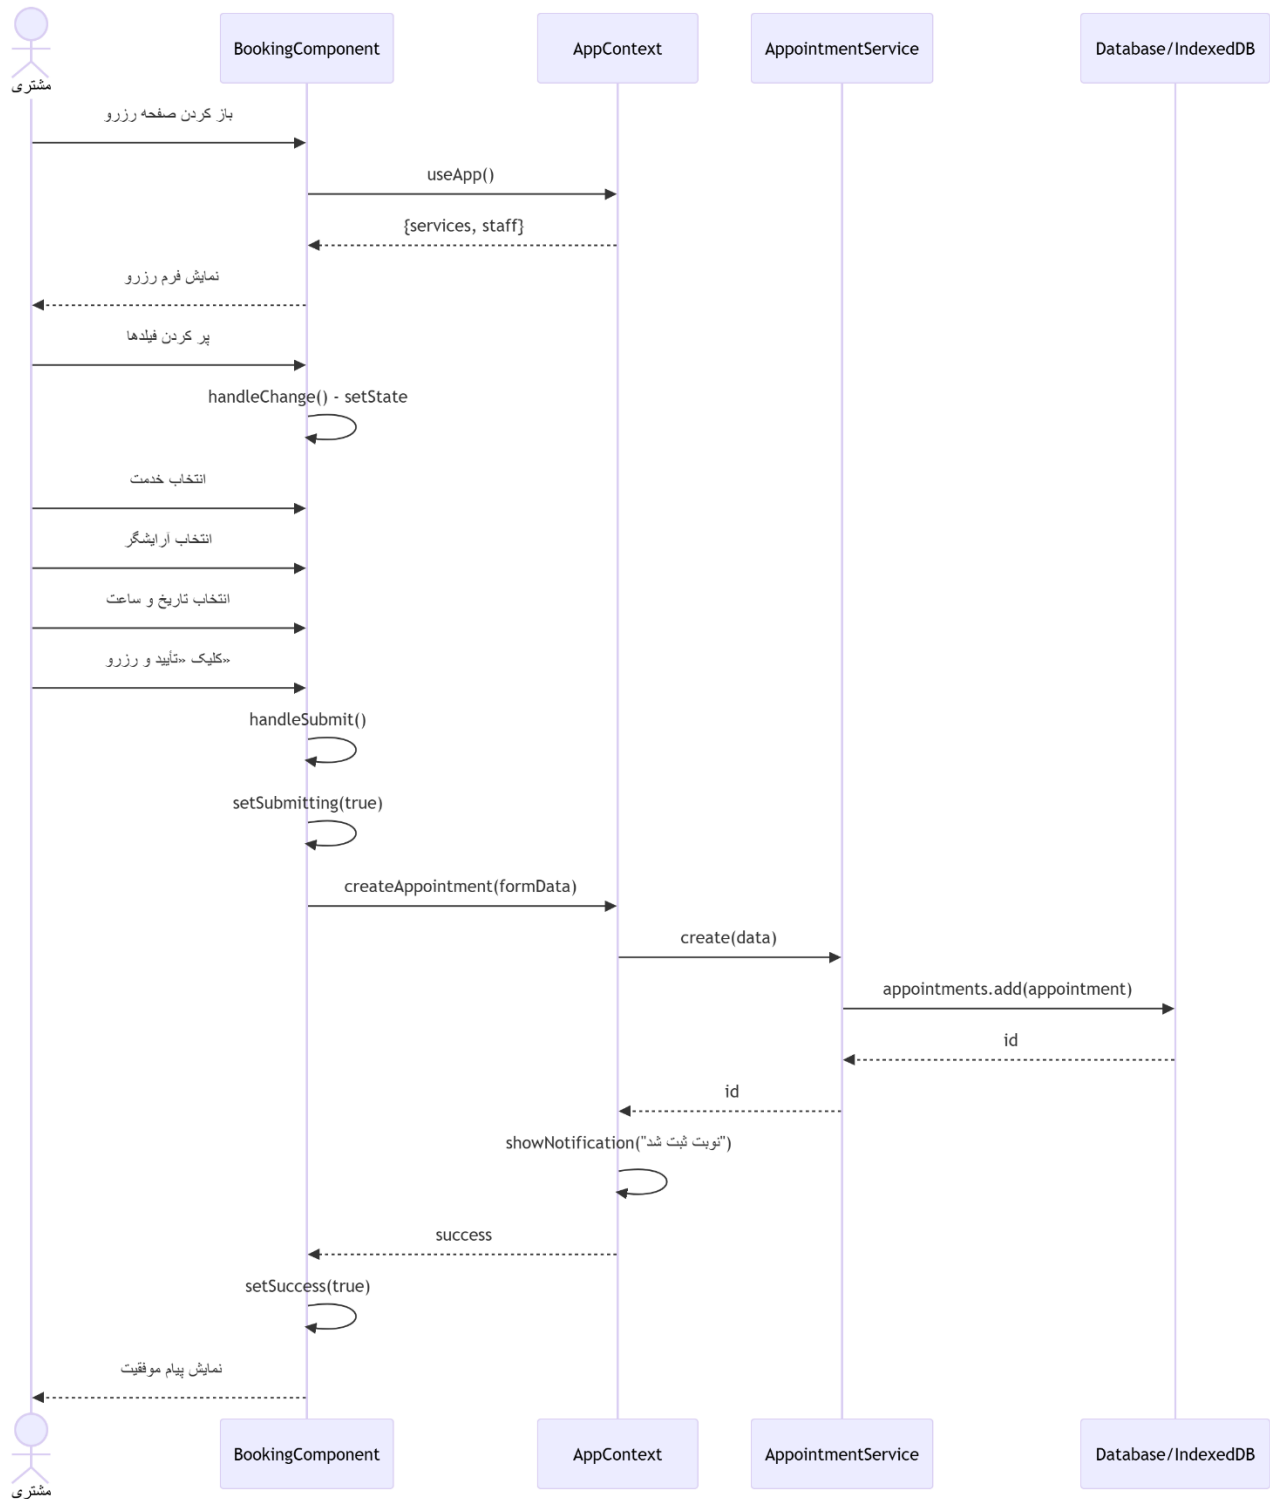 مشتری
BookingComponent
AppContext
AppointmentService
Database/IndexedDB
باز کردن صفحه رزرو
useApp()
{services, staff}
نمایش فرم رزرو
پر کردن فیلدها
handleChange() - setState
انتخاب خدمت
انتخاب آرایشگر
انتخاب تاریخ و ساعت
کلیک «تأیید و رزرو»
handleSubmit()
setSubmitting(true)
createAppointment(formData)
create(data)
appointments.add(appointment)
id
id
showNotification("نوبت ثبت شد")
success
setSuccess(true)
نمایش پیام موفقیت
مشتری
BookingComponent
AppContext
AppointmentService
Database/IndexedDB